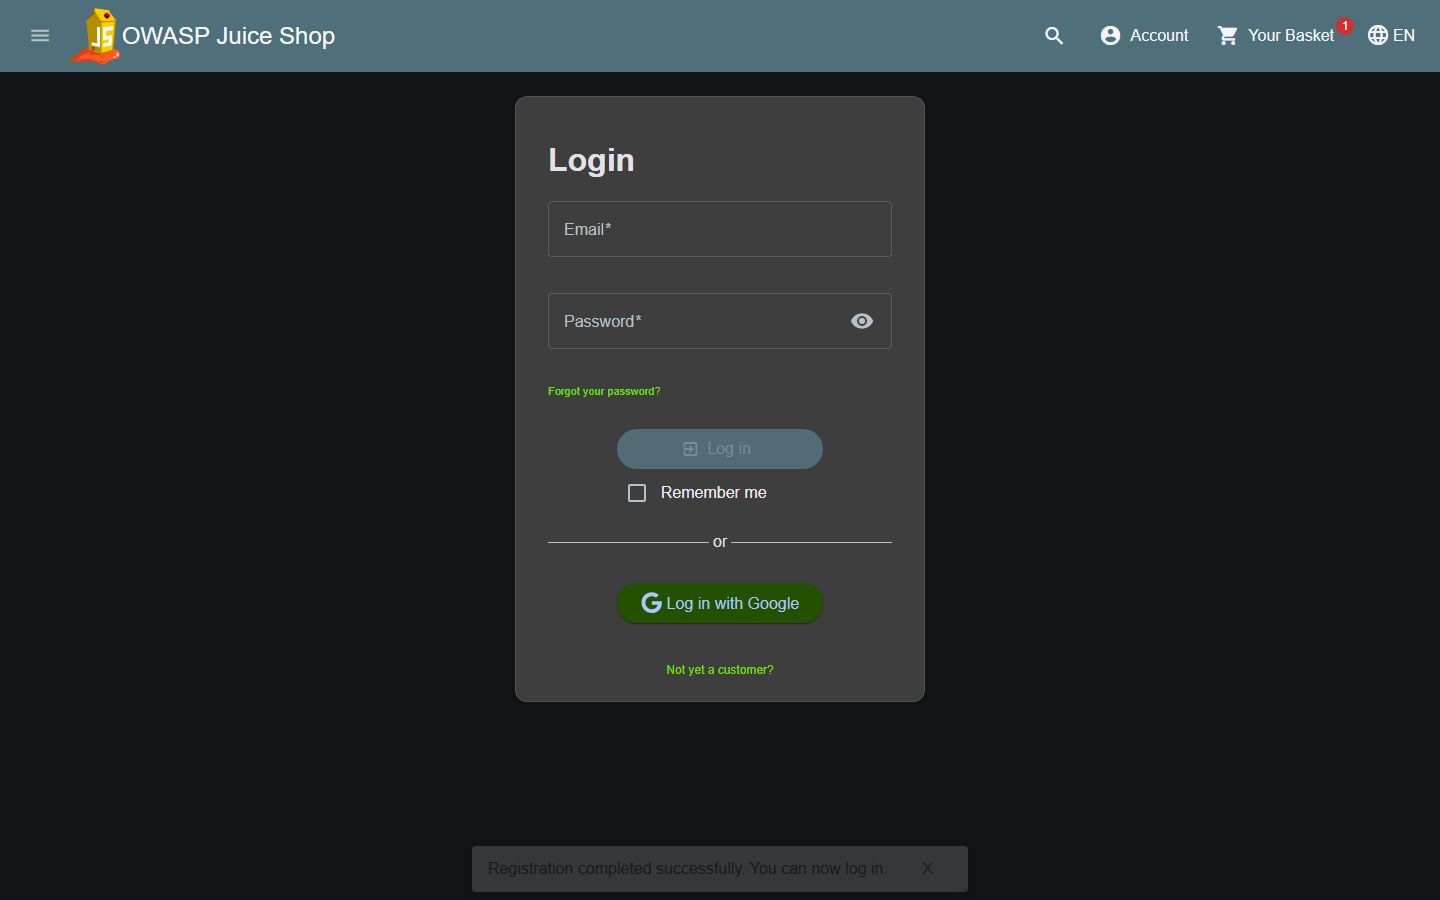 JS OWASP Juice Shop
Account
Your Basket
1
EN
Login
Email*
Password*
Forgot your password?
Log in
Remember me
or
G Log in with Google
Not yet a customer?
Registration completed successfully. You can now log in.
X